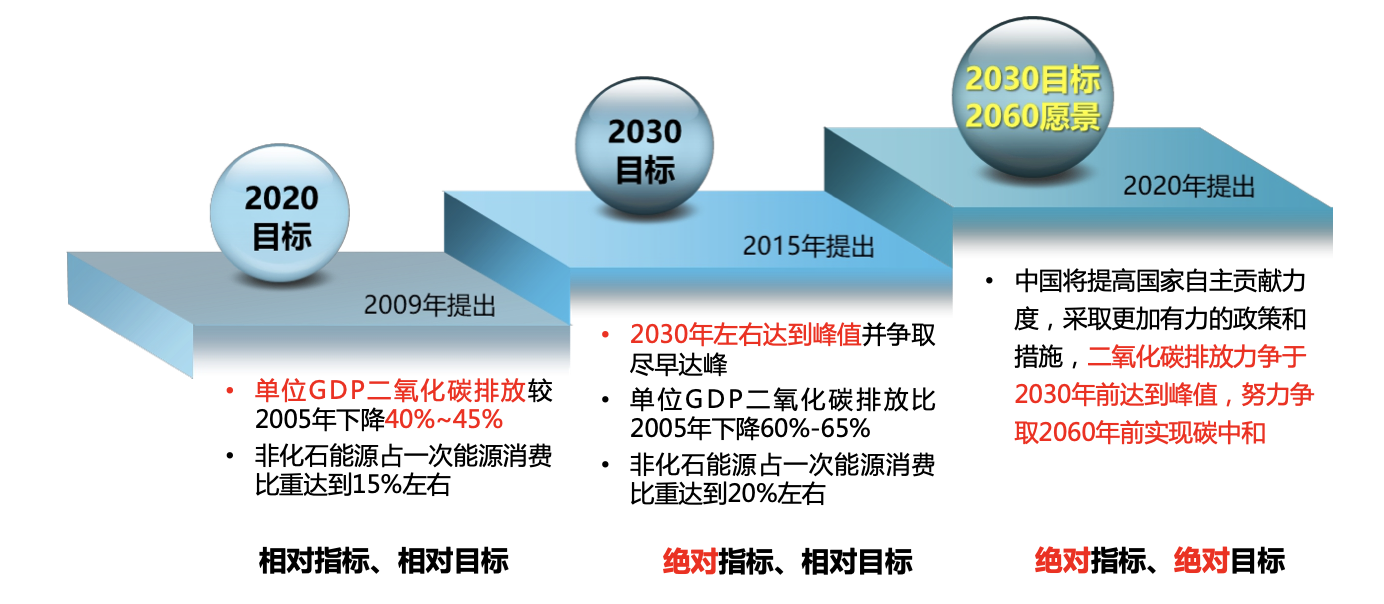 2020
目标
2009年提出
• 单位GDP二氧化碳排放较
2005年下降40%~45%
• 非化石能源占一次能源消费
比重达到15%左右
相对指标、相对目标
2030
目标
2015年提出
• 2030年左右达到峰值并争取
尽早达峰
• 单位GDP二氧化碳排放比
2005年下降60%-65%
• 非化石能源占一次能源消费
比重达到20%左右
绝对指标、相对目标
2030目标
2060愿景
2020年提出
• 中国将提高国家自主贡献力
度，采取更加有力的政策和
措施，二氧化碳排放力争于
2030年前达到峰值，努力争
取2060年前实现碳中和
绝对指标、绝对目标